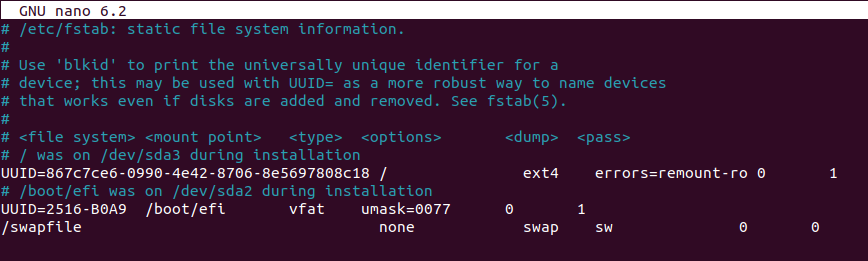 GNU nano 6.2
# /etc/fstab: static file system information.
#
# Use 'blkid' to print the universally unique identifier for a
# device; this may be used with UUID= as a more robust way to name devices
# that works even if disks are added and removed. See fstab(5).
#
# <file system> <mount point>   <type>  <options>       <dump>  <pass>
# / was on /dev/sda3 during installation
UUID=867c7ce6-0990-4e42-8706-8e5697808c18 /               ext4    errors=remount-ro 0       1
# /boot/efi was on /dev/sda2 during installation
UUID=2516-B0A9  /boot/efi       vfat    umask=0077      0       1
/swapfile                                 none            swap    sw              0       0